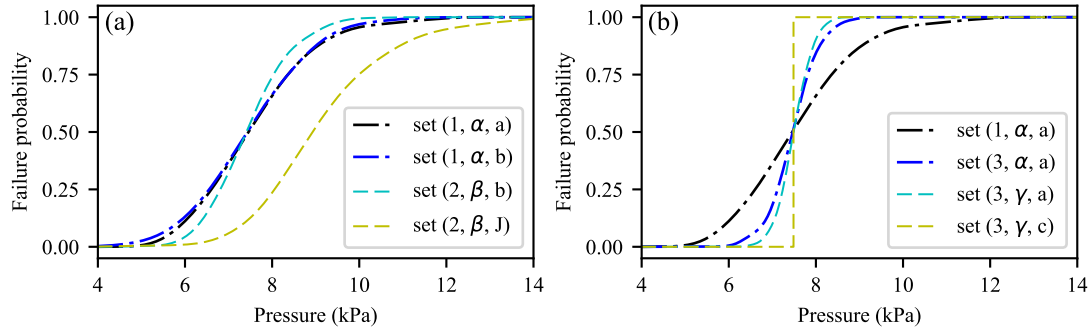 (a)
Failure probability
1.00
0.75
0.50
0.25
0.00
set (1, α, a)
set (1, α, b)
set (2, β, b)
set (2, β, J)
4 6 8 10 12 14
Pressure (kPa)
(b)
Failure probability
1.00
0.75
0.50
0.25
0.00
set (1, α, a)
set (3, α, a)
set (3, γ, a)
set (3, γ, c)
4 6 8 10 12 14
Pressure (kPa)